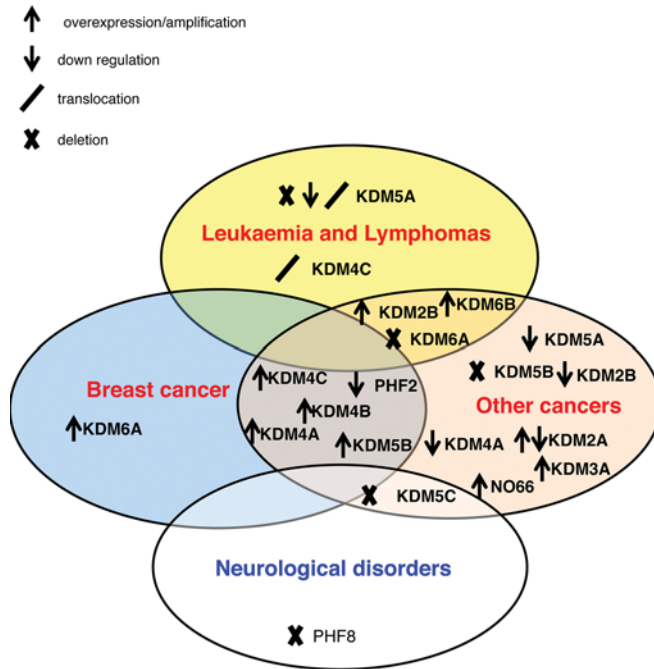 overexpression/amplification
down regulation
translocation
deletion
KDM5A
Leukaemia and Lymphomas
KDM4C
KDM2B
KDM6B
KDM6A
KDM5A
KDM5B
KDM2B
Breast cancer
KDM4C
PHF2
Other cancers
KDM6A
KDM4B
KDM4A
KDM5B
KDM4A
KDM2A
KDM3A
KDM5C
NO66
Neurological disorders
PHF8